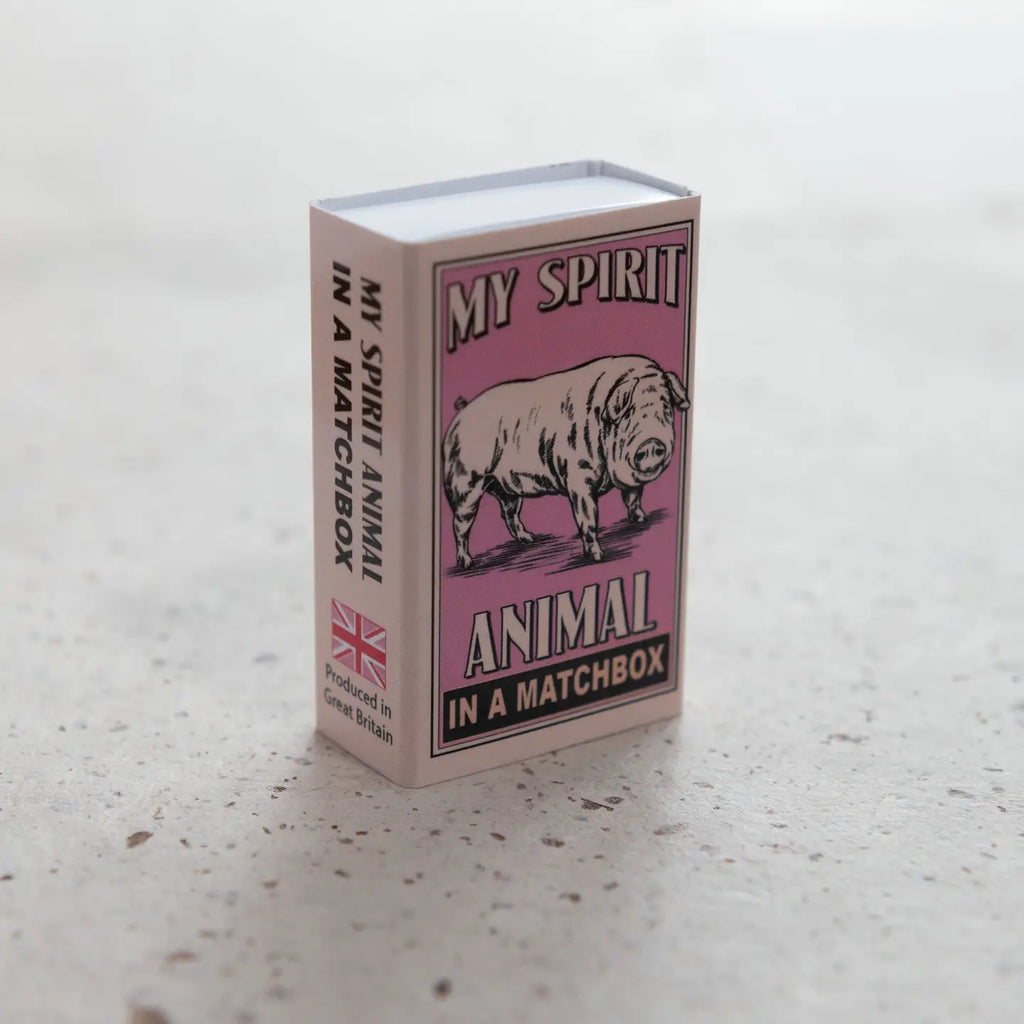 MY SPIRIT
ANIMAL
IN A MATCHBOX
MY SPIRIT ANIMAL
IN A MATCHBOX
Produced in
Great Britain